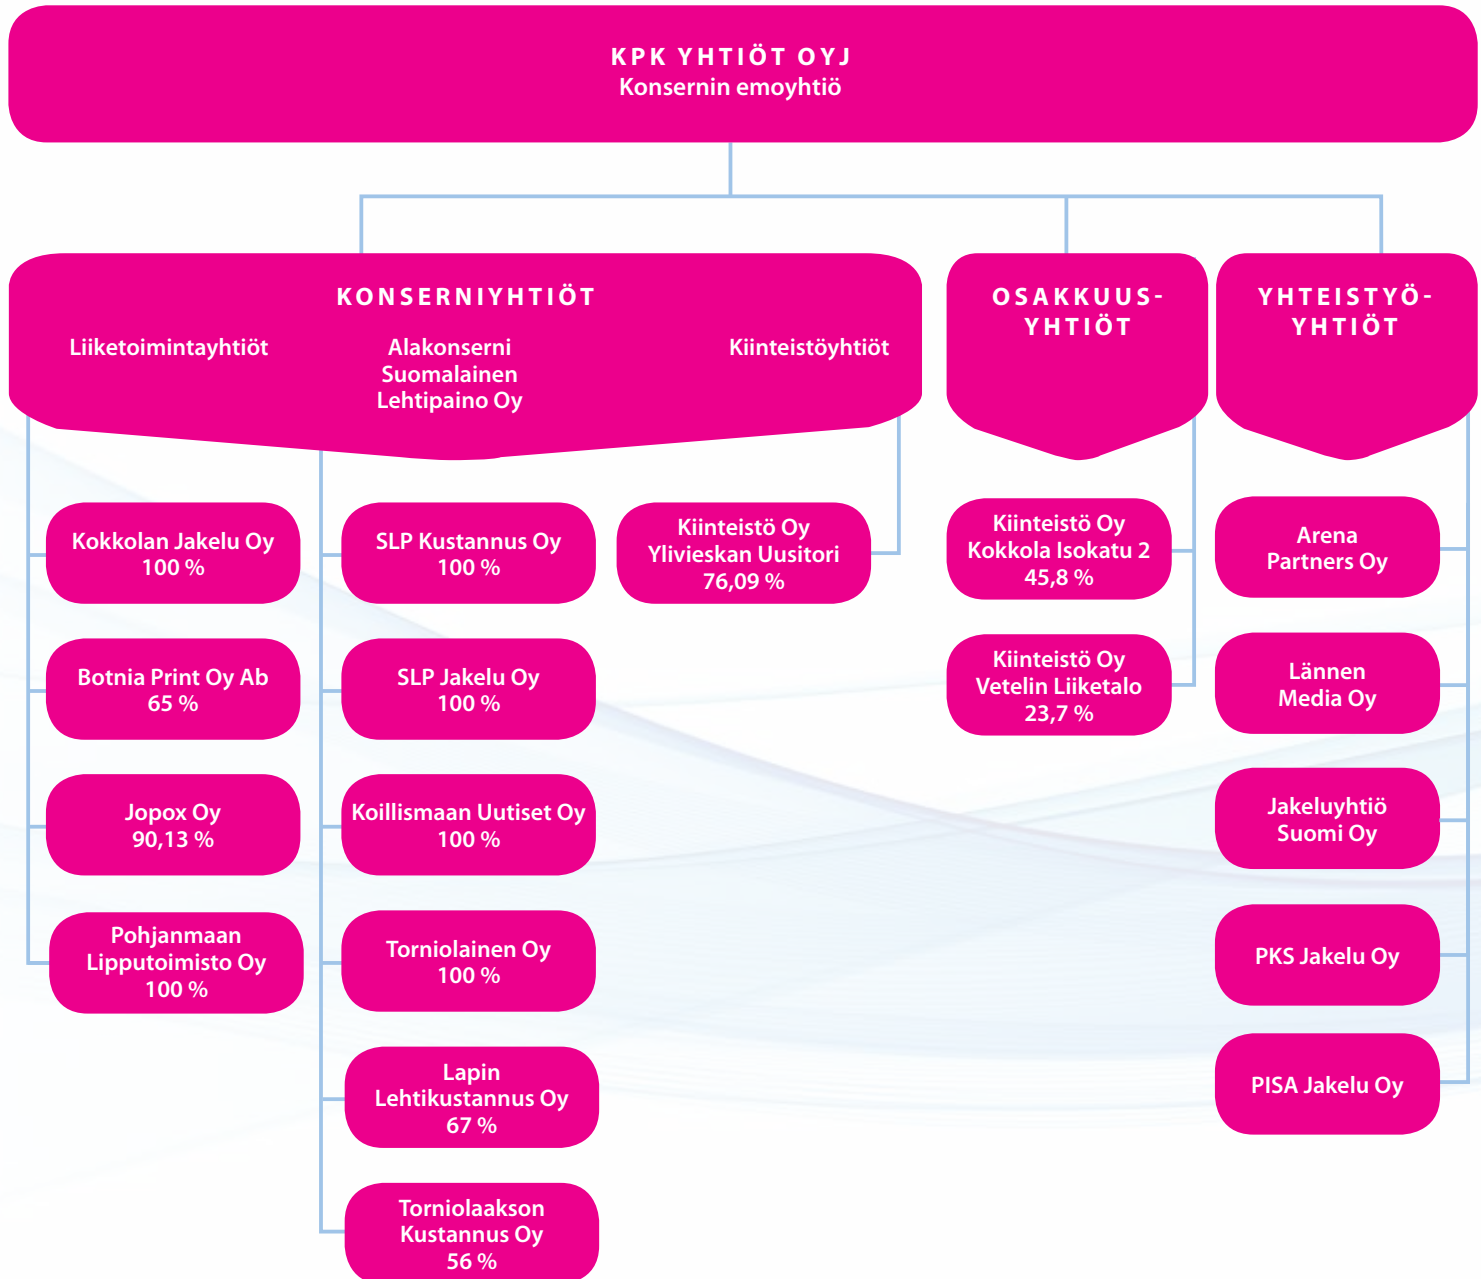 KPK YHTIÖT OYJ
Konsernin emoyhtiö
KONSERNIYHTIÖT
Liiketoimintayhtiöt
Alakonserni
Suomalainen
Lehtipaino Oy
Kiinteistöyhtiöt
OSAKKUUS-
YHTIÖT
YHTEISTYÖ-
YHTIÖT
Kokkolan Jakelu Oy
100 %
Botnia Print Oy Ab
65 %
Jopox Oy
90,13 %
Pohjanmaan
Lipputoimisto Oy
100 %
SLP Kustannus Oy
100 %
SLP Jakelu Oy
100 %
Koillismaan Uutiset Oy
100 %
Torniolainen Oy
100 %
Lapin
Lehtikustannus Oy
67 %
Torniolaakson
Kustannus Oy
56 %
Kiinteistö Oy
Ylivieskan Uusitori
76,09 %
Kiinteistö Oy
Kokkola Isokatu 2
45,8 %
Kiinteistö Oy
Vetelin Liiketalo
23,7 %
Arena
Partners Oy
Lännen
Media Oy
Jakeluyhtiö
Suomi Oy
PKS Jakelu Oy
PISA Jakelu Oy